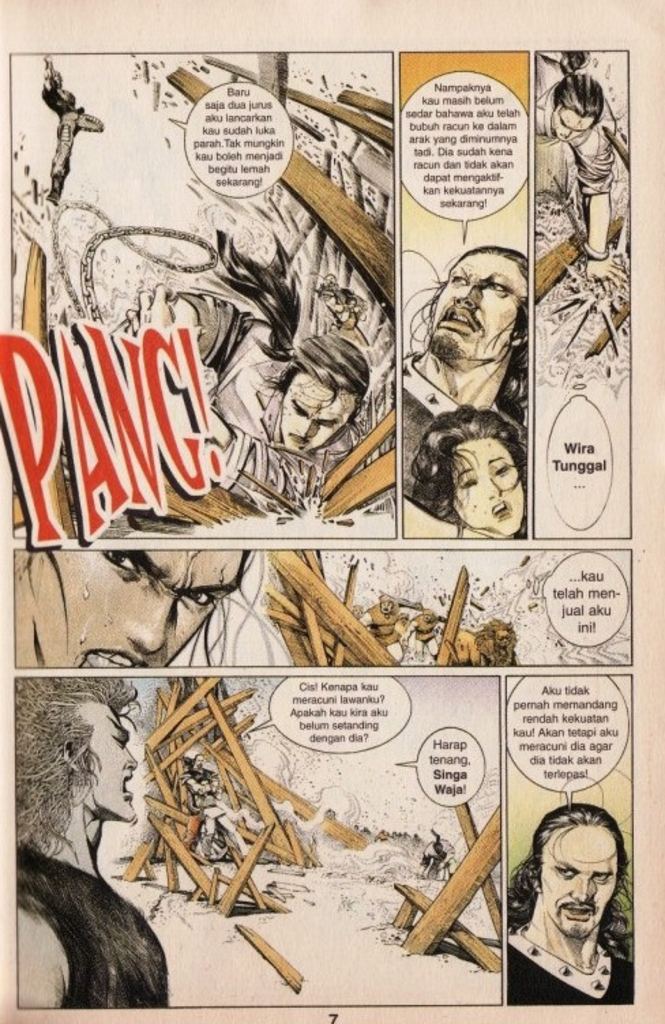 Baru
saja dua jurus
aku lancarkan
kau sudah luka
parah.Tak mungkin
kau boleh menjadi
begitu lemah
sekarang!
PANG!
Nampaknya
kau masih belum
sedar bahawa aku telah
bubuh racun ke dalam
arak yang diminumnya
tadi. Dia sudah kena
racun dan tidak akan
dapat mengaktif-
kan kekuatannya
sekarang!
Wira
Tunggal
...
...kau
telah men-
jual aku
ini!
Cis! Kenapa kau
meracuni lawanku?
Apakah kau kira aku
belum setanding
dengan dia?
Harap
tenang,
Singa
Waja!
Aku tidak
pernah memandang
rendah kekuatan
kau! Akan tetapi aku
meracuni dia agar
dia tidak akan
terlepas!
7